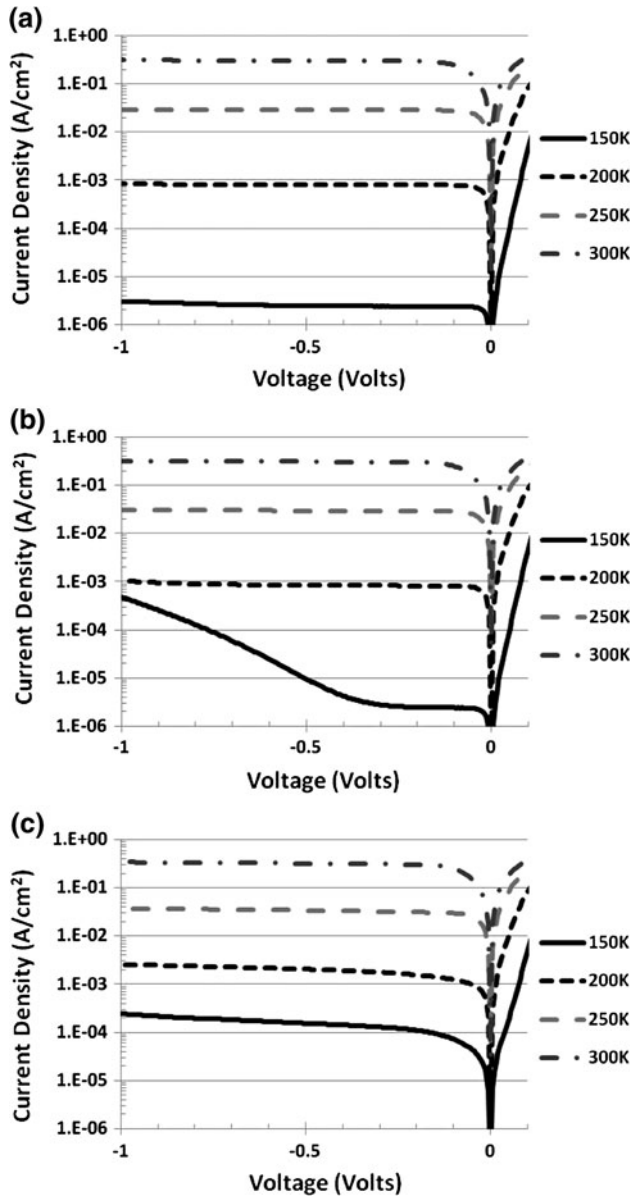 (a)
Current Density (A/cm²)
1.E+00
1.E-01
1.E-02
1.E-03
1.E-04
1.E-05
1.E-06
-1
-0.5
0
Voltage (Volts)
150K
200K
250K
300K
(b)
Current Density (A/cm²)
1.E+00
1.E-01
1.E-02
1.E-03
1.E-04
1.E-05
1.E-06
-1
-0.5
0
Voltage (Volts)
150K
200K
250K
300K
(c)
Current Density (A/cm²)
1.E+00
1.E-01
1.E-02
1.E-03
1.E-04
1.E-05
1.E-06
-1
-0.5
0
Voltage (Volts)
150K
200K
250K
300K